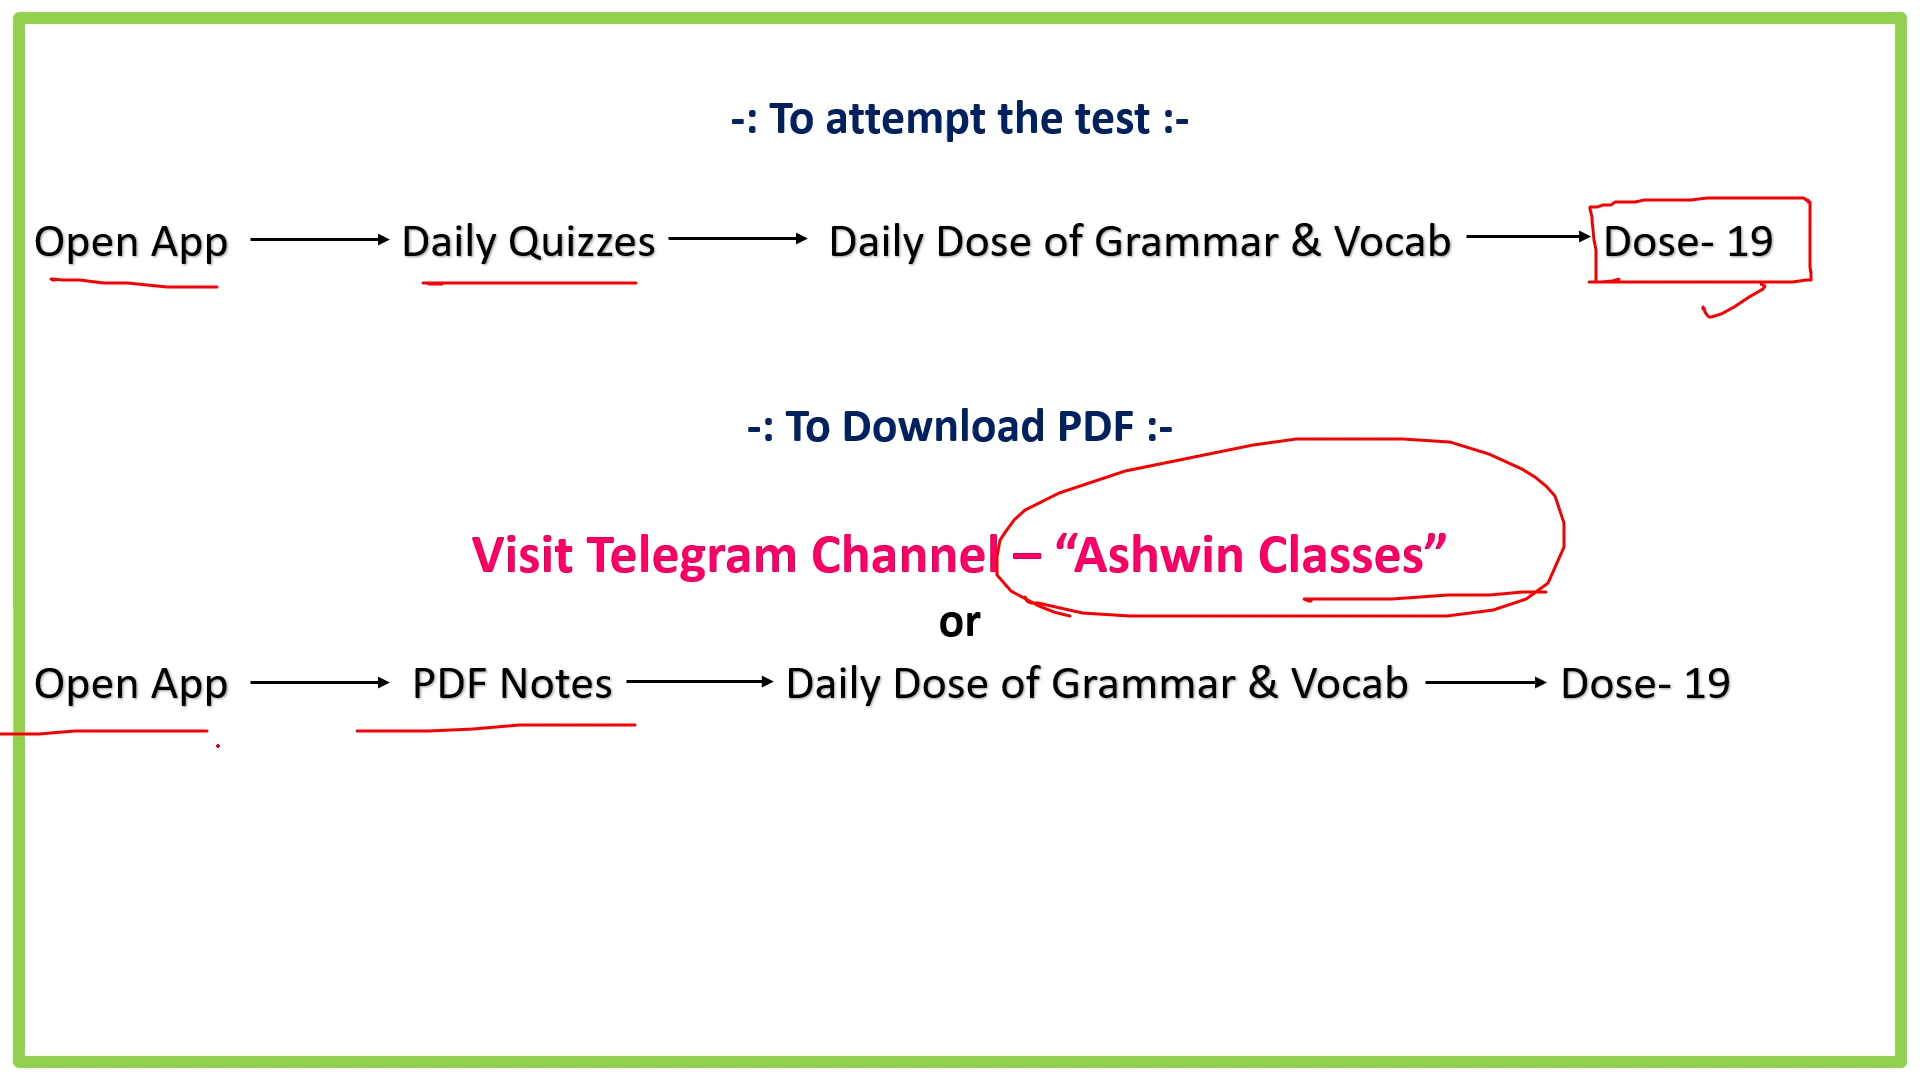 -: To attempt the test :-
Open App Daily Quizzes Daily Dose of Grammar & Vocab Dose- 19
-: To Download PDF :-
Visit Telegram Channel – “Ashwin Classes”
or
Open App PDF Notes Daily Dose of Grammar & Vocab Dose- 19